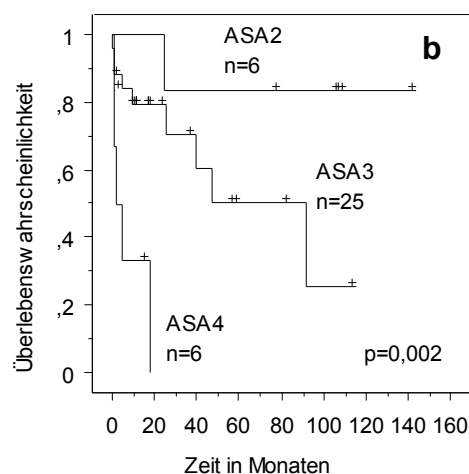 b
Überlebenswahrscheinlichkeit
1
,8
,6
,4
,2
0
ASA2
n=6
ASA3
n=25
ASA4
n=6
p=0,002
0 20 40 60 80 100 120 140 160
Zeit in Monaten